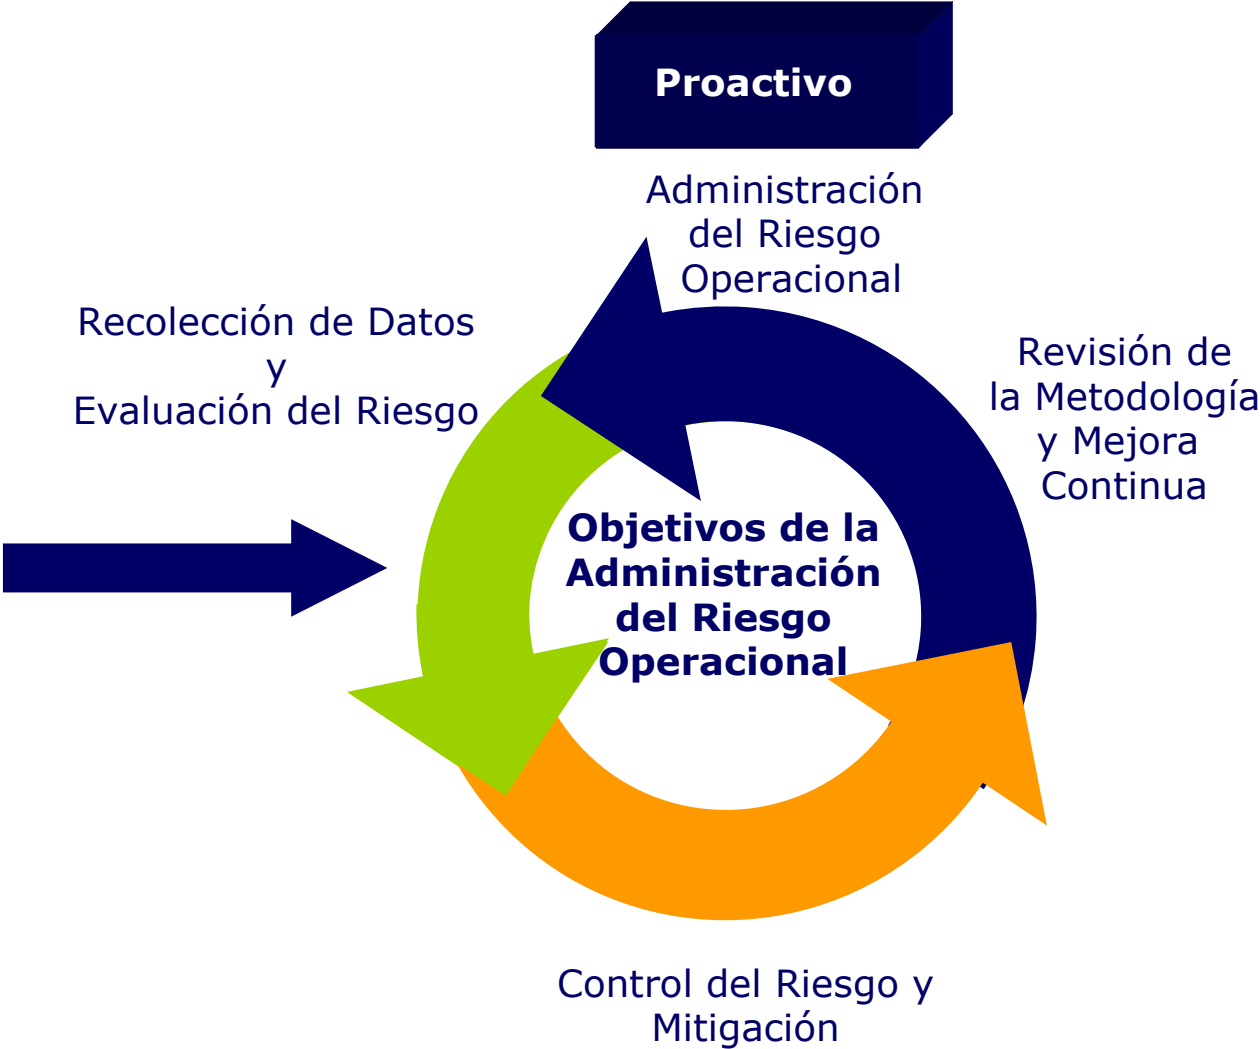 Proactivo
Administración
del Riesgo
Operacional
Recolección de Datos
y
Evaluación del Riesgo
Revisión de
la Metodología
y Mejora
Continua
Objetivos de la
Administración
del Riesgo
Operacional
Control del Riesgo y
Mitigación